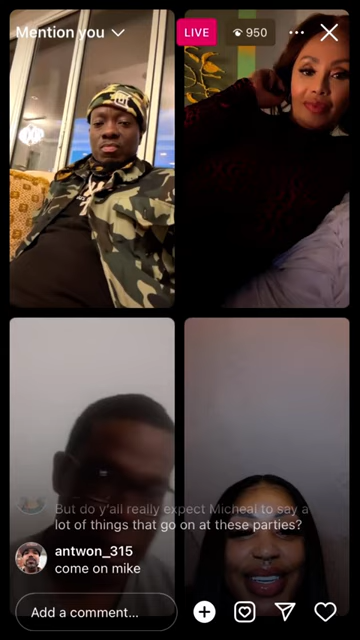 Mention you
LIVE
950
But do y'all really expect Micheal to say a
lot of things that go on at these parties?
antwon_315
come on mike
Add a comment...